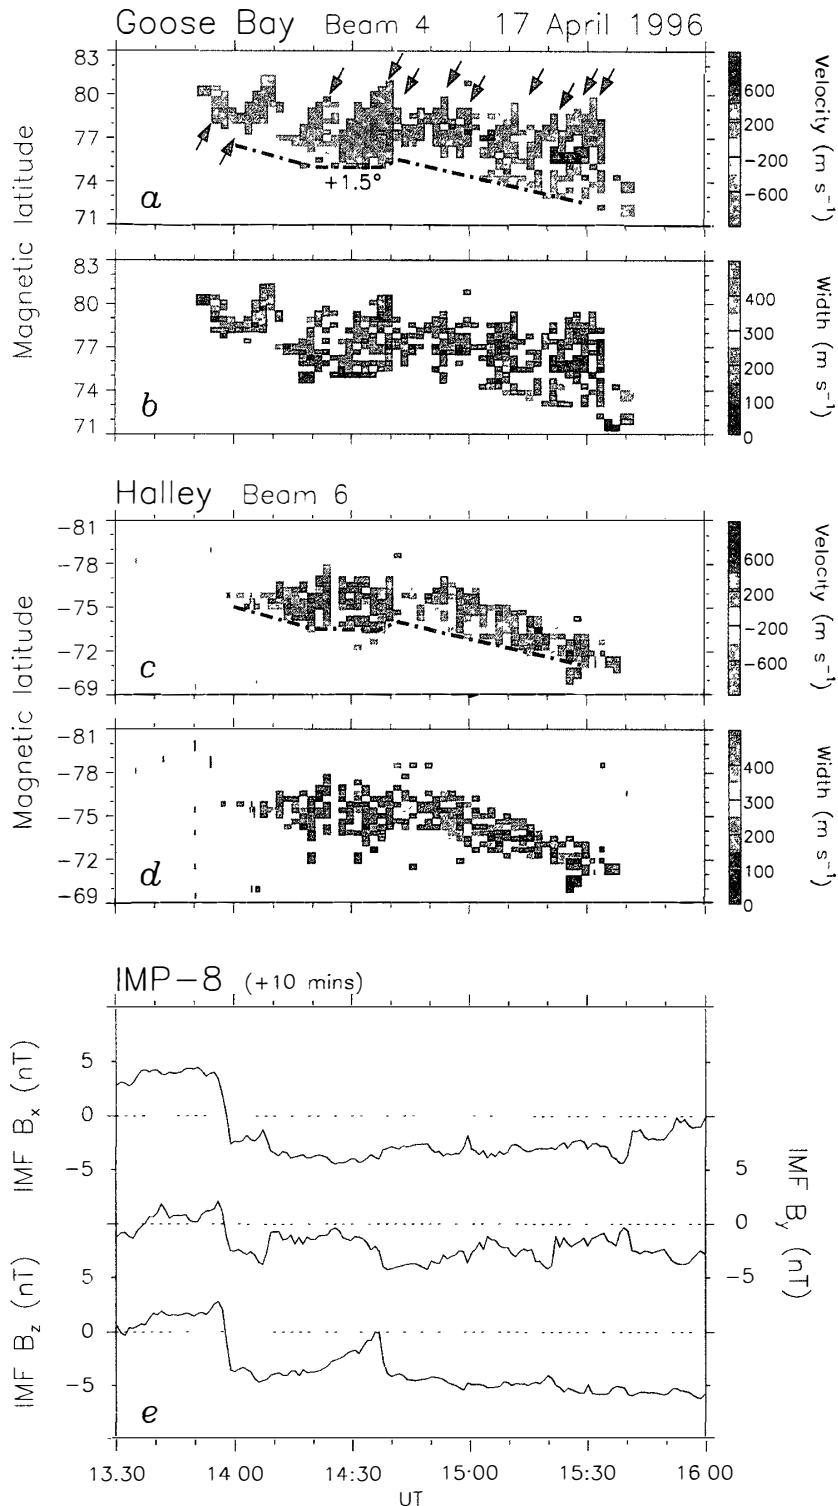 Goose Bay Beam 4 17 April 1996
83
80
77
74
71
+1.5°
a
600
200
-200
-600
Velocity (m s⁻¹)
Magnetic latitude
83
80
77
74
71
b
400
300
200
100
0
Width (m s⁻¹)
Halley Beam 6
-81
-78
-75
-72
-69
c
600
200
-200
-600
Velocity (m s⁻¹)
Magnetic latitude
-81
-78
-75
-72
-69
d
400
300
200
100
0
Width (m s⁻¹)
IMP-8 (+10 mins)
IMF Bₓ (nT)
5
0
-5
IMF Bᵧ (nT)
5
0
-5
IMF B_z (nT)
5
0
-5
e
13.30 14 00 14:30 15:00 15:30 16 00
UT